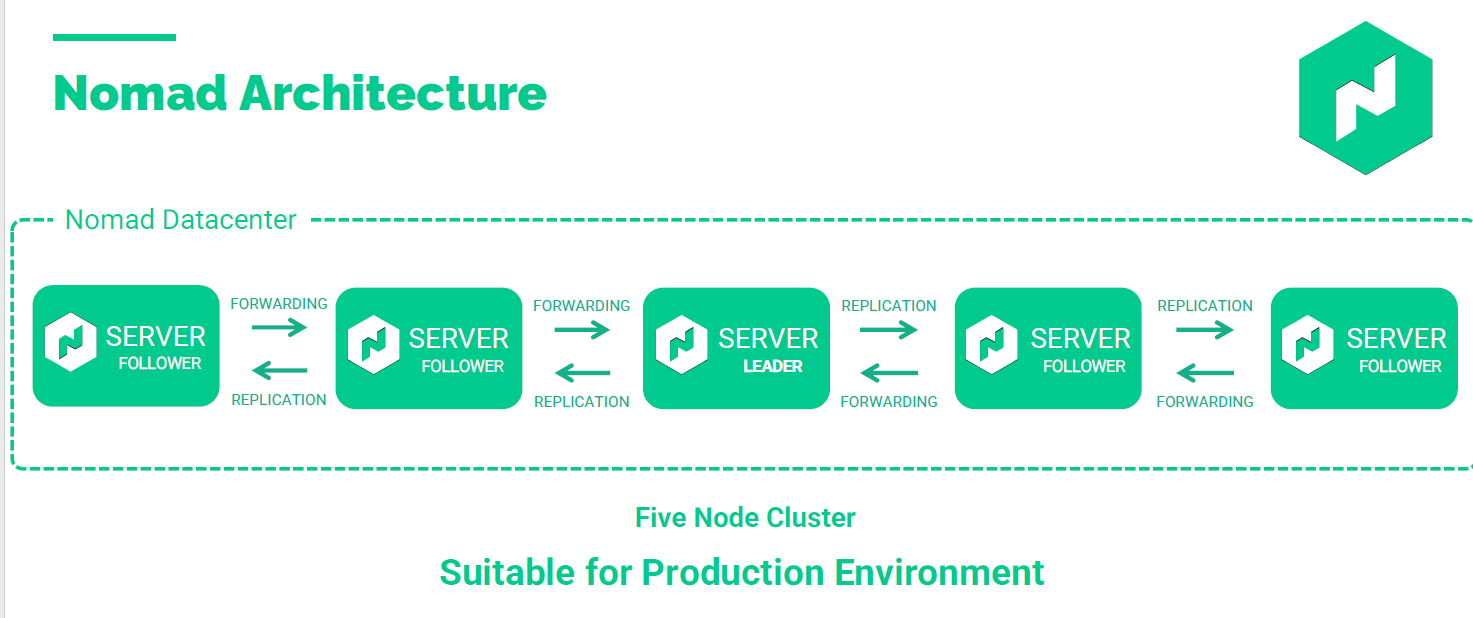 Nomad Architecture
Nomad Datacenter
SERVER
FOLLOWER
FORWARDING
REPLICATION
SERVER
FOLLOWER
FORWARDING
REPLICATION
SERVER
LEADER
REPLICATION
FORWARDING
SERVER
FOLLOWER
REPLICATION
FORWARDING
SERVER
FOLLOWER
Five Node Cluster
Suitable for Production Environment